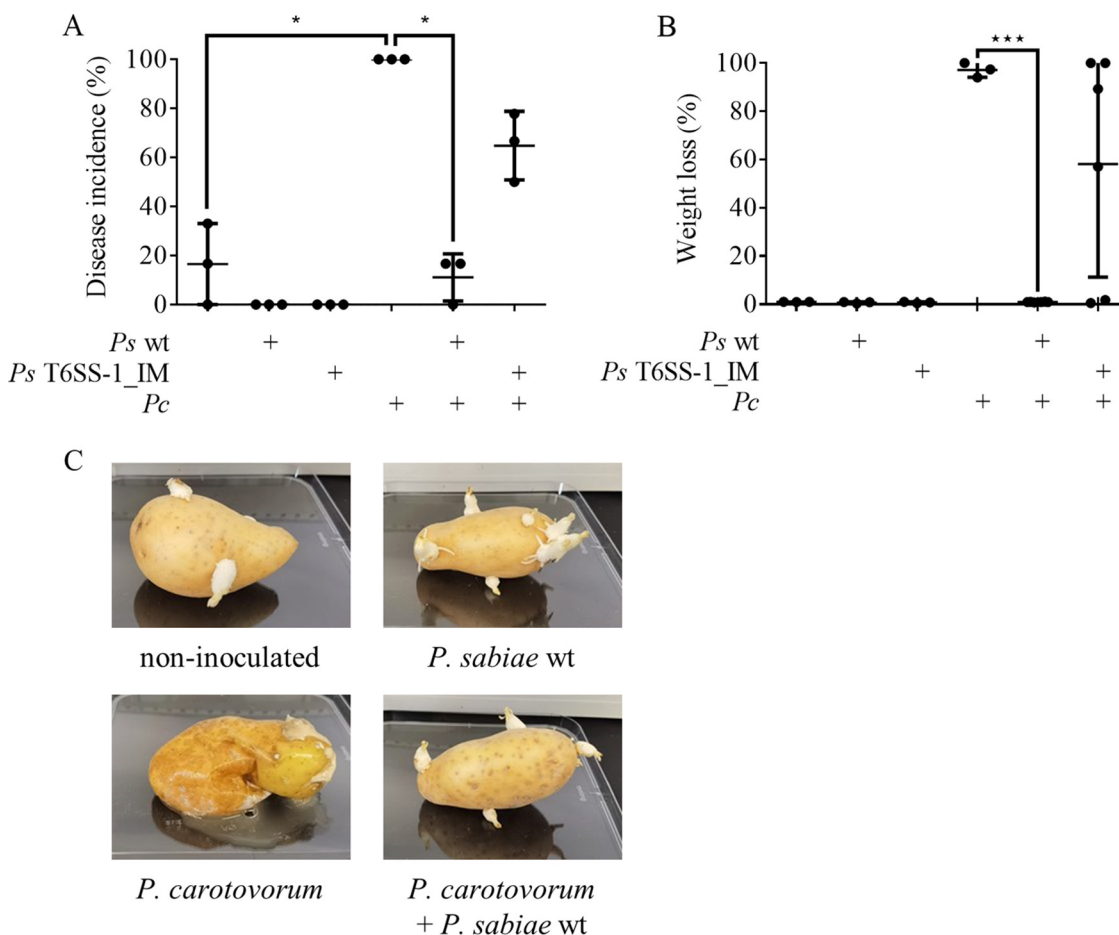 A
Disease incidence (%)
100
80
60
40
20
0
*
*
Ps wt + +
Ps T6SS-1_IM + +
Pc + + +
B
Weight loss (%)
100
80
60
40
20
0
★★★
Ps wt + +
Ps T6SS-1_IM + +
Pc + + +
C
non-inoculated
P. sabiae wt
P. carotovorum
P. carotovorum
+ P. sabiae wt